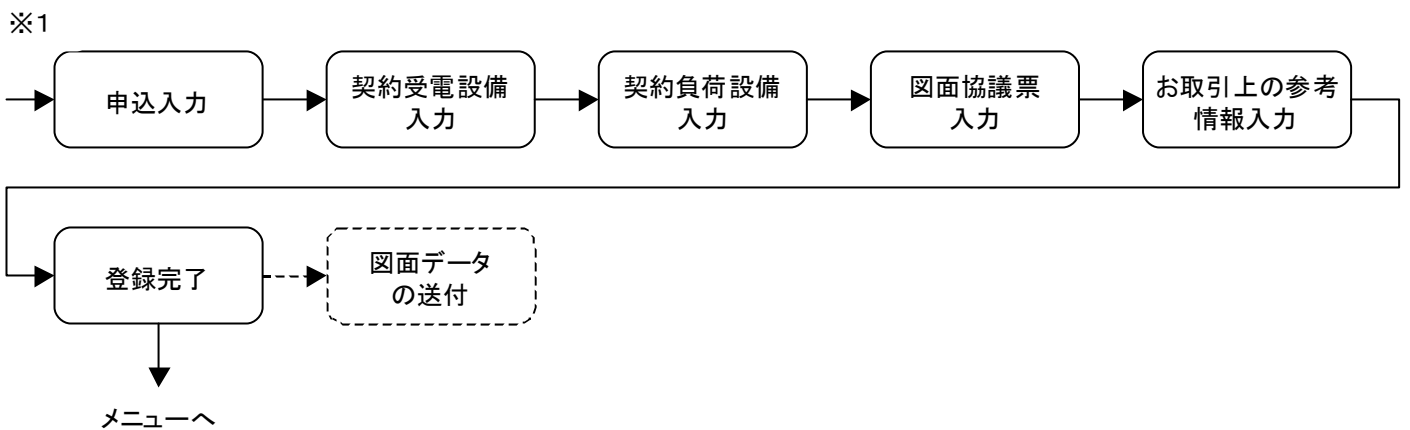 ※1
申込入力
契約受電設備
入力
契約負荷設備
入力
図面協議票
入力
お取引上の参考
情報入力
登録完了
図面データ
の送付
メニューへ